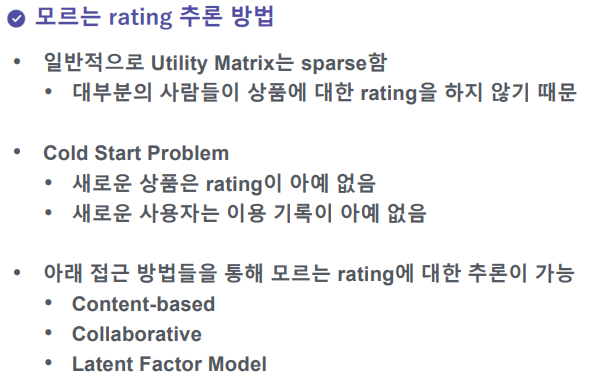 모르는 rating 추론 방법
• 일반적으로 Utility Matrix는 sparse함
• 대부분의 사람들이 상품에 대한 rating을 하지 않기 때문
• Cold Start Problem
• 새로운 상품은 rating이 아예 없음
• 새로운 사용자는 이용 기록이 아예 없음
• 아래 접근 방법들을 통해 모르는 rating에 대한 추론이 가능
• Content-based
• Collaborative
• Latent Factor Model